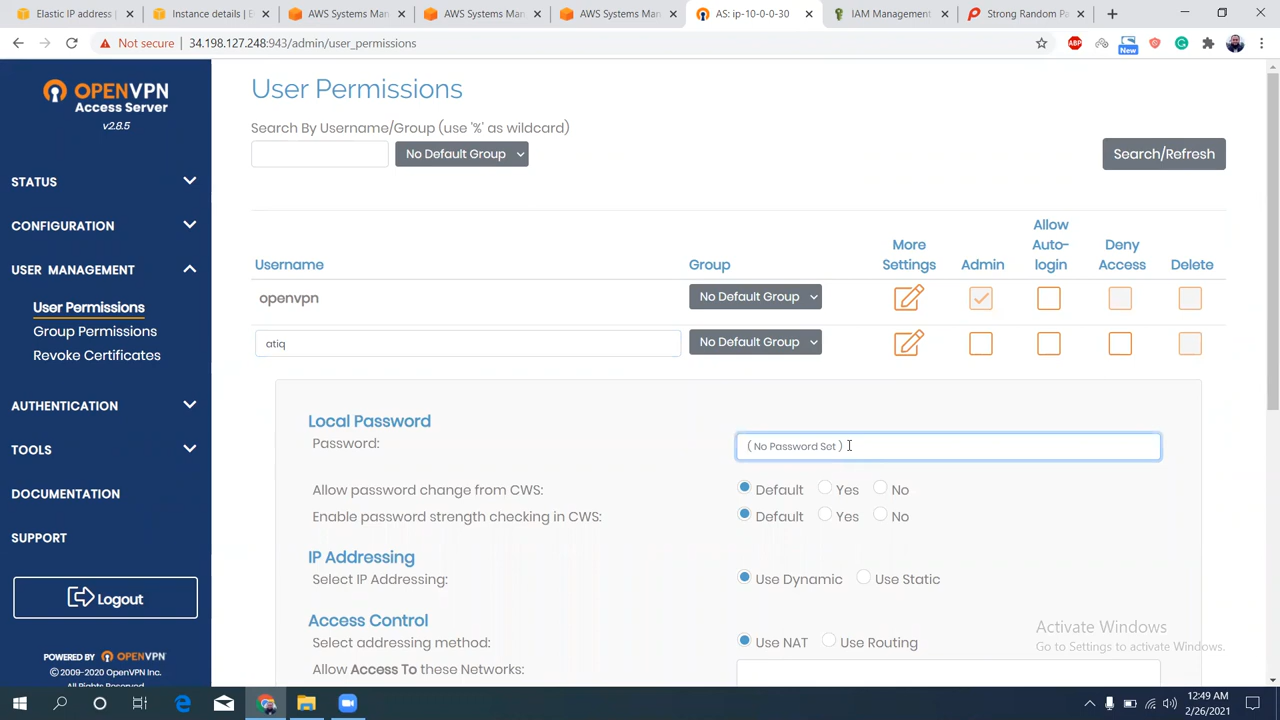 Elastic IP address
Instance details | E
AWS Systems Man
AWS Systems Man
AWS Systems Man
AS: ip-10-0-0-30
IAM Management
Strong Random Pa
Not secure
34.198.127.248:943/admin/user_permissions
ABP
New
OPENVPN
Access Server
v2.8.5
STATUS
CONFIGURATION
USER MANAGEMENT
User Permissions
Group Permissions
Revoke Certificates
AUTHENTICATION
TOOLS
DOCUMENTATION
SUPPORT
Logout
POWERED BY OPENVPN
© 2009-2020 OpenVPN Inc.
All Rights Reserved
User Permissions
Search By Username/Group (use '%' as wildcard)
No Default Group
Search/Refresh
Username
Group
More Settings
Admin
Allow Auto-login
Deny Access
Delete
openvpn
No Default Group
atiq
No Default Group
Local Password
Password:
( No Password Set )
Allow password change from CWS:
Default Yes No
Enable password strength checking in CWS:
Default Yes No
IP Addressing
Select IP Addressing:
Use Dynamic Use Static
Access Control
Select addressing method:
Use NAT Use Routing
Allow Access To these Networks:
Activate Windows
Go to Settings to activate Windows.
12:49 AM
2/26/2021